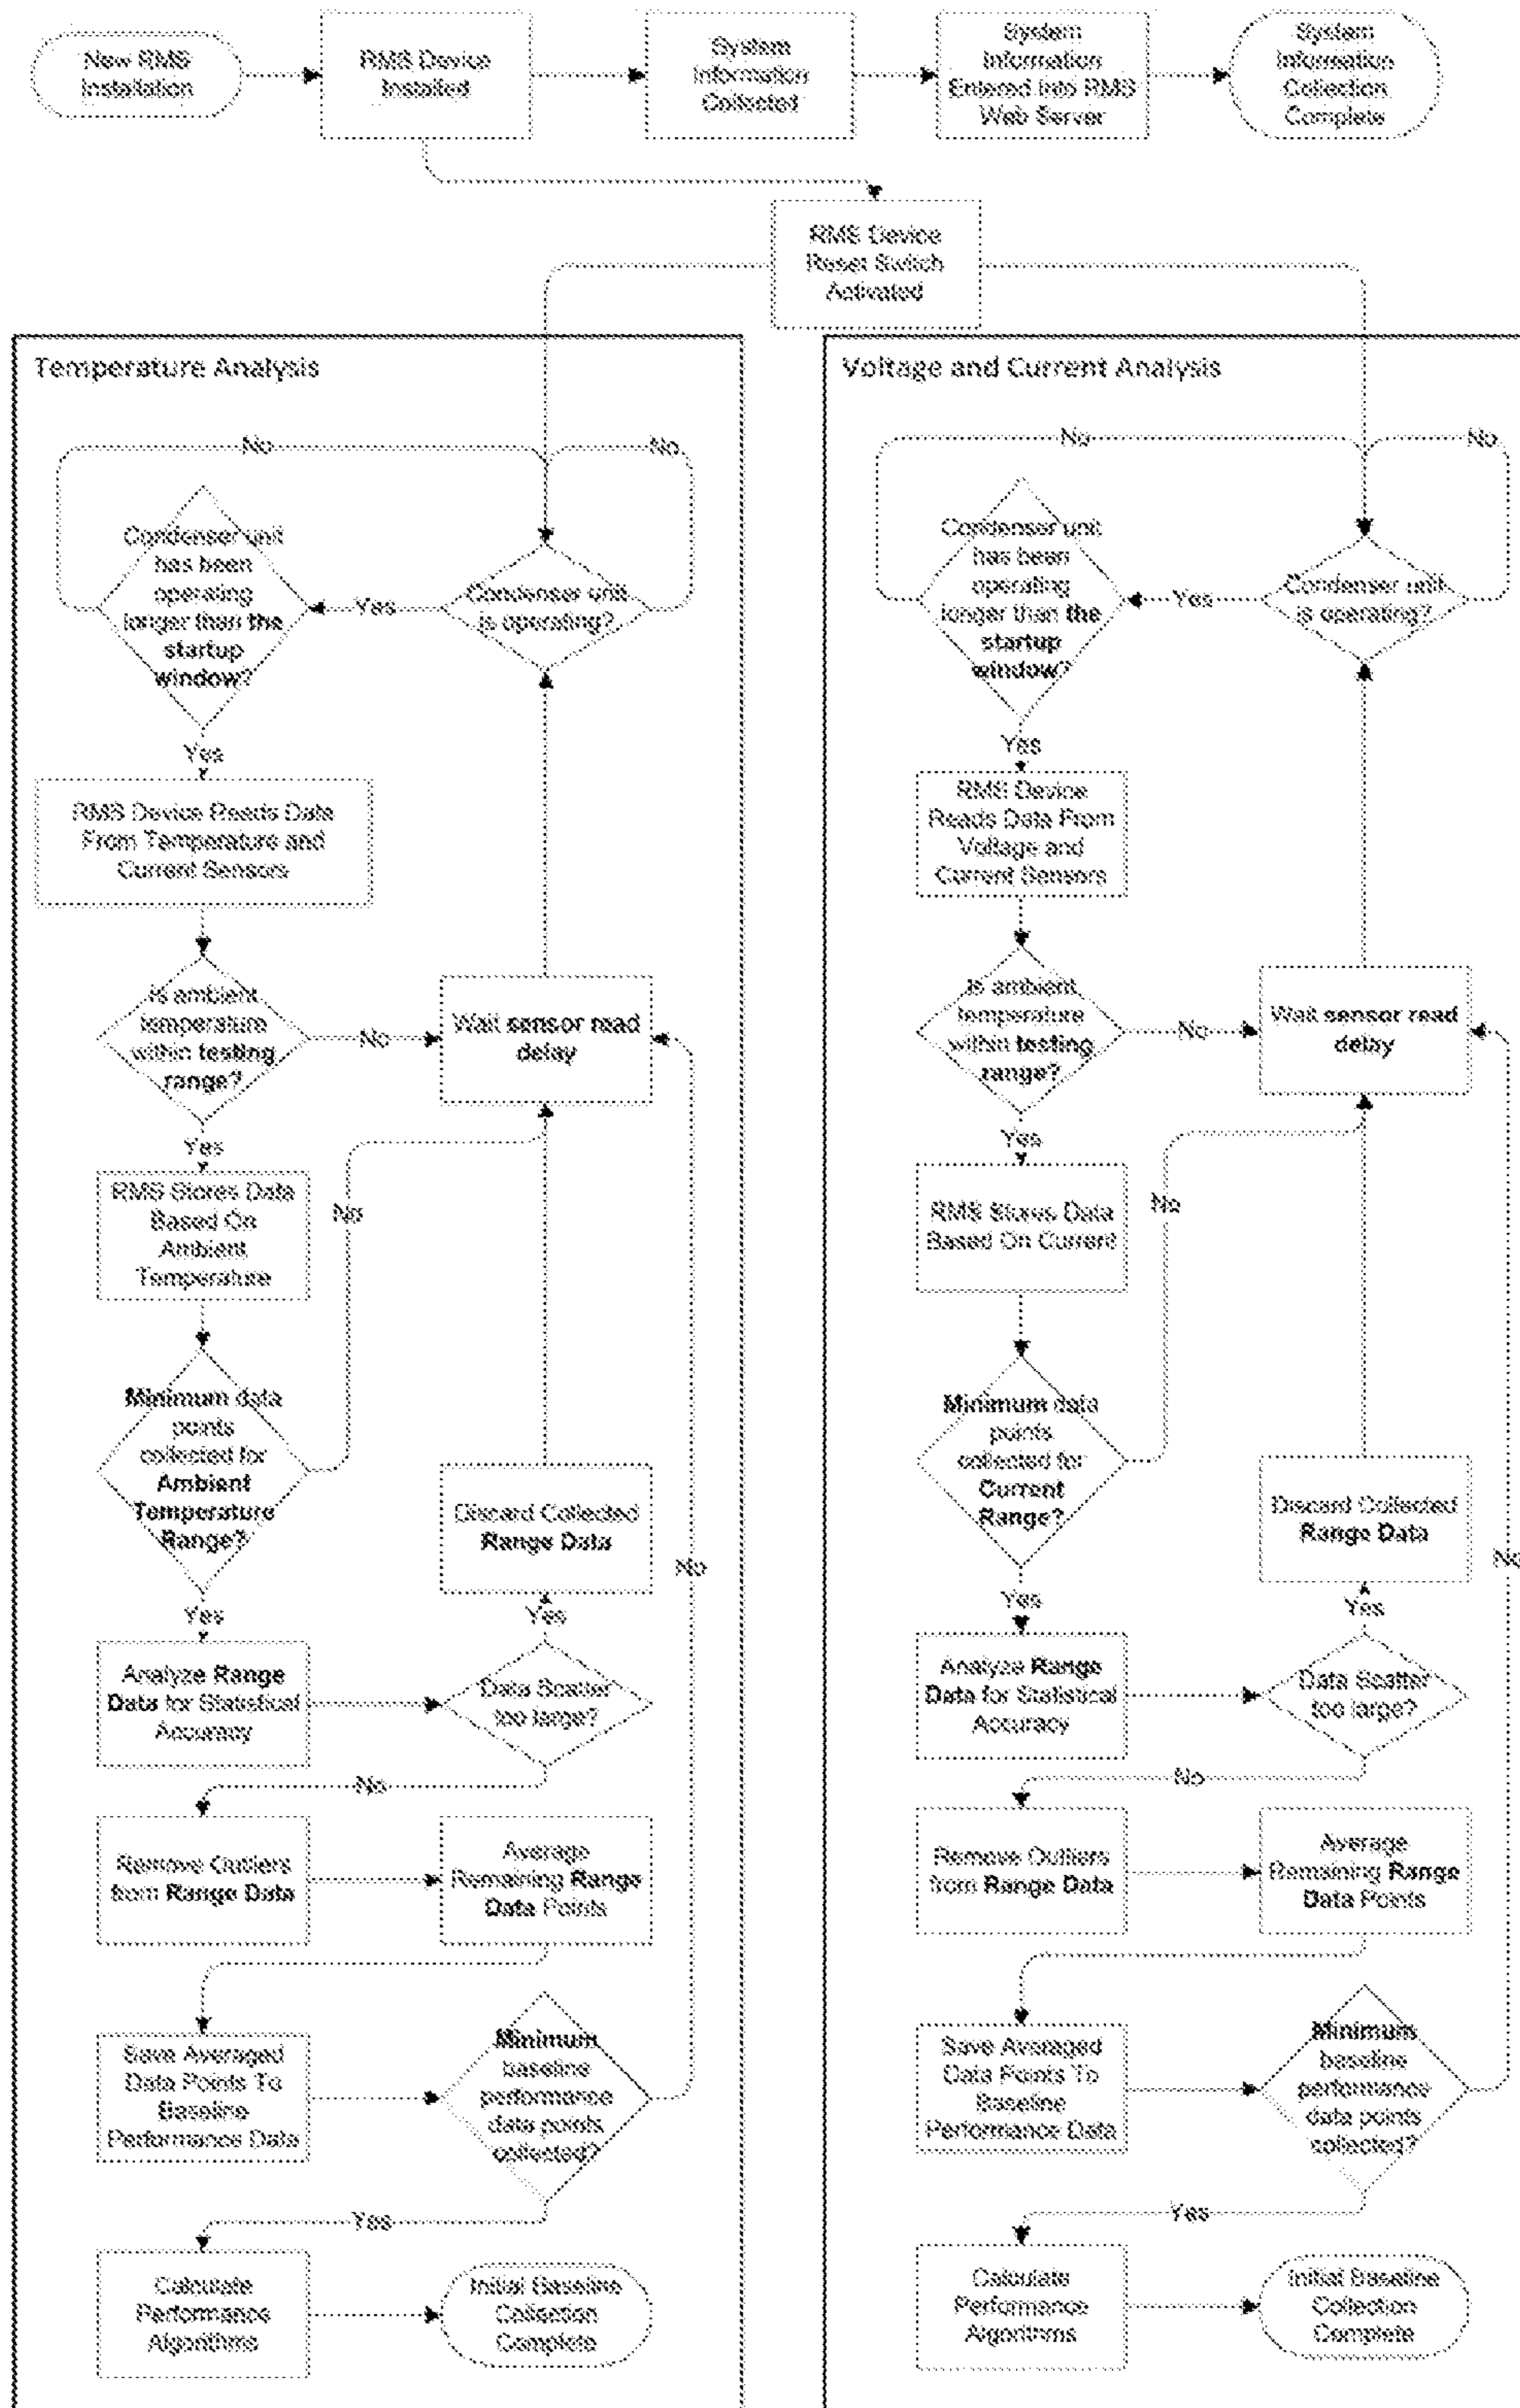 New RMS
Installation
RMS Device
Installed
System
Information
Collected
System
Information
Entered Into RMS
Web Server
System
Information
Collection
Complete
RMS Device
Reset Switch
Activated
Temperature Analysis
No
No
Condenser unit
has been
operating
longer than the
startup
window?
Yes
Condenser unit
is operating?
Yes
RMS Device Reads Data
From Temperature and
Current Sensors
Is ambient
temperature
within testing
range?
No
Wait sensor read
delay
Yes
RMS Stores Data
Based On
Ambient
Temperature
No
Minimum data
points
collected for
Ambient
Temperature
Range?
Discard Collected
Range Data
No
Yes
Yes
Analyze Range
Data for Statistical
Accuracy
Data Scatter
too large?
No
Remove Outliers
from Range Data
Average
Remaining Range
Data Points
Save Averaged
Data Points To
Baseline
Performance Data
Minimum
baseline
performance
data points
collected?
Yes
Calculate
Performance
Algorithms
Initial Baseline
Collection
Complete
Voltage and Current Analysis
No
No
Condenser unit
has been
operating
longer than the
startup
window?
Yes
Condenser unit
is operating?
Yes
RMS Device
Reads Data From
Voltage and
Current Sensors
Is ambient
temperature
within testing
range?
No
Wait sensor read
delay
Yes
RMS Stores Data
Based On Current
No
Minimum data
points
collected for
Current
Range?
Discard Collected
Range Data
No
Yes
Yes
Analyze Range
Data for Statistical
Accuracy
Data Scatter
too large?
No
Remove Outliers
from Range Data
Average
Remaining Range
Data Points
Save Averaged
Data Points To
Baseline
Performance Data
Minimum
baseline
performance
data points
collected?
Yes
Calculate
Performance
Algorithms
Initial Baseline
Collection
Complete